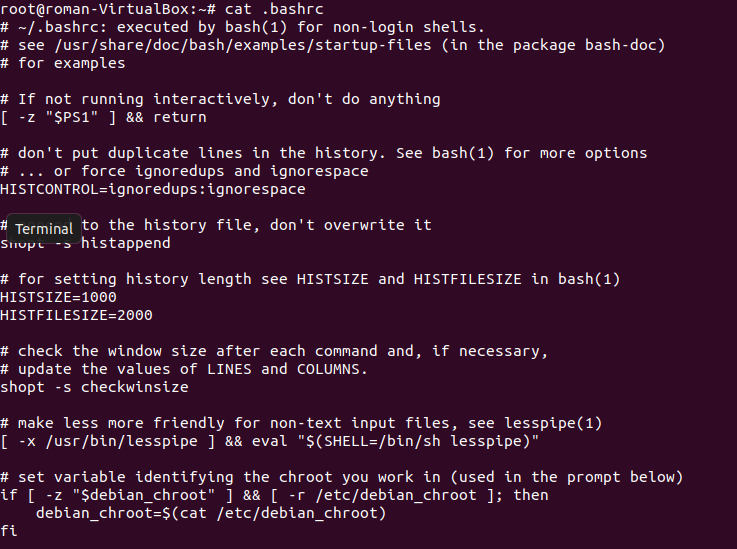 root@roman-VirtualBox:~# cat .bashrc
# ~/.bashrc: executed by bash(1) for non-login shells.
# see /usr/share/doc/bash/examples/startup-files (in the package bash-doc)
# for examples

# If not running interactively, don't do anything
[ -z "$PS1" ] && return

# don't put duplicate lines in the history. See bash(1) for more options
# ... or force ignoredups and ignorespace
HISTCONTROL=ignoredups:ignorespace

# to the history file, don't overwrite it
Terminal
shopt -s histappend

# for setting history length see HISTSIZE and HISTFILESIZE in bash(1)
HISTSIZE=1000
HISTFILESIZE=2000

# check the window size after each command and, if necessary,
# update the values of LINES and COLUMNS.
shopt -s checkwinsize

# make less more friendly for non-text input files, see lesspipe(1)
[ -x /usr/bin/lesspipe ] && eval "$(SHELL=/bin/sh lesspipe)"

# set variable identifying the chroot you work in (used in the prompt below)
if [ -z "$debian_chroot" ] && [ -r /etc/debian_chroot ]; then
    debian_chroot=$(cat /etc/debian_chroot)
fi